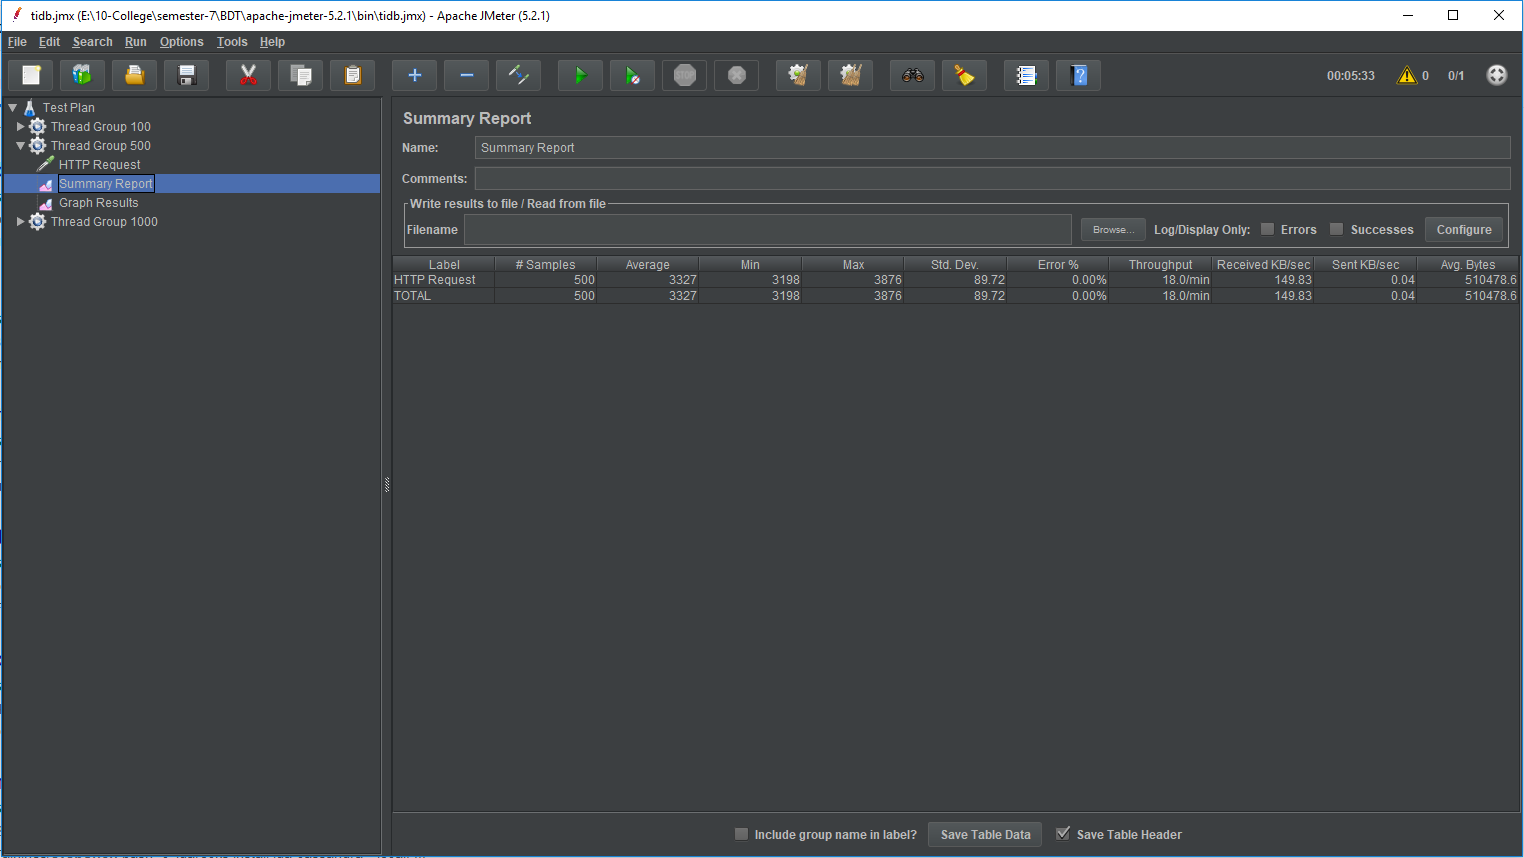 tidb.jmx (E:\10-College\semester-7\BDT\apache-jmeter-5.2.1\bin\tidb.jmx) - Apache JMeter (5.2.1)
File Edit Search Run Options Tools Help
STOP
00:05:33 0 0/1
Test Plan
Thread Group 100
Thread Group 500
HTTP Request
Summary Report
Graph Results
Thread Group 1000
Summary Report
Name: Summary Report
Comments:
Write results to file / Read from file
Filename Browse... Log/Display Only: Errors Successes Configure
Label # Samples Average Min Max Std. Dev. Error % Throughput Received KB/sec Sent KB/sec Avg. Bytes
HTTP Request 500 3327 3198 3876 89.72 0.00% 18.0/min 149.83 0.04 510478.6
TOTAL 500 3327 3198 3876 89.72 0.00% 18.0/min 149.83 0.04 510478.6
Include group name in label? Save Table Data Save Table Header